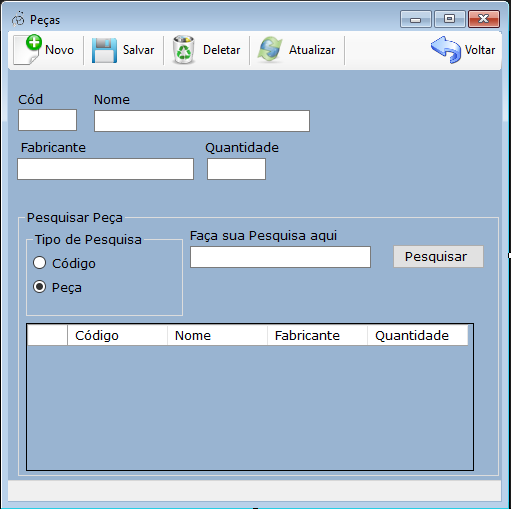 Peças
Novo Salvar Deletar Atualizar Voltar
Cód Nome
Fabricante Quantidade
Pesquisar Peça
Tipo de Pesquisa Faça sua Pesquisa aqui
Código Pesquisar
Peça
Código Nome Fabricante Quantidade